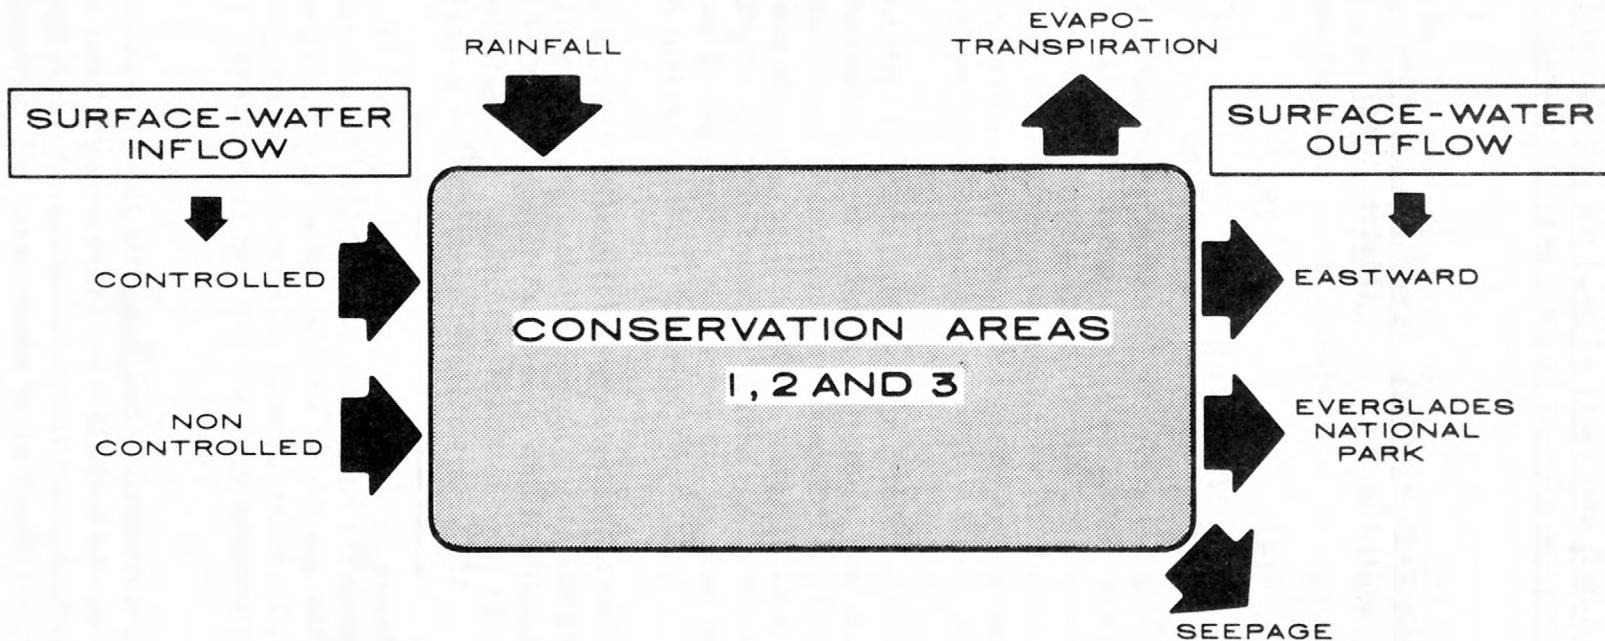 RAINFALL
EVAPO-
TRANSPIRATION
SURFACE-WATER
INFLOW
SURFACE-WATER
OUTFLOW
CONTROLLED
NON
CONTROLLED
CONSERVATION AREAS
1, 2 AND 3
EASTWARD
EVERGLADES
NATIONAL
PARK
SEEPAGE